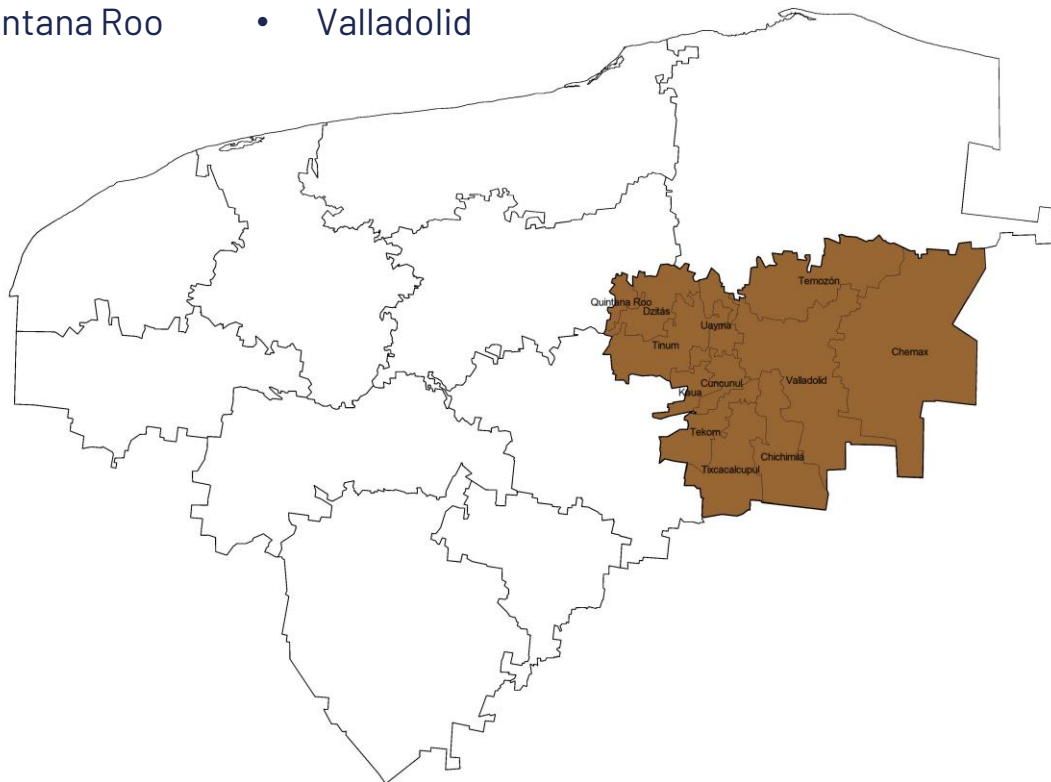 ntana Roo • Valladolid
Temozón
Quintana Roo
Dzitás
Uayma
Tinum
Chemax
Cuncunul
Valladolid
Kaua
Tekom
Chichimilá
Tixcacalcupul